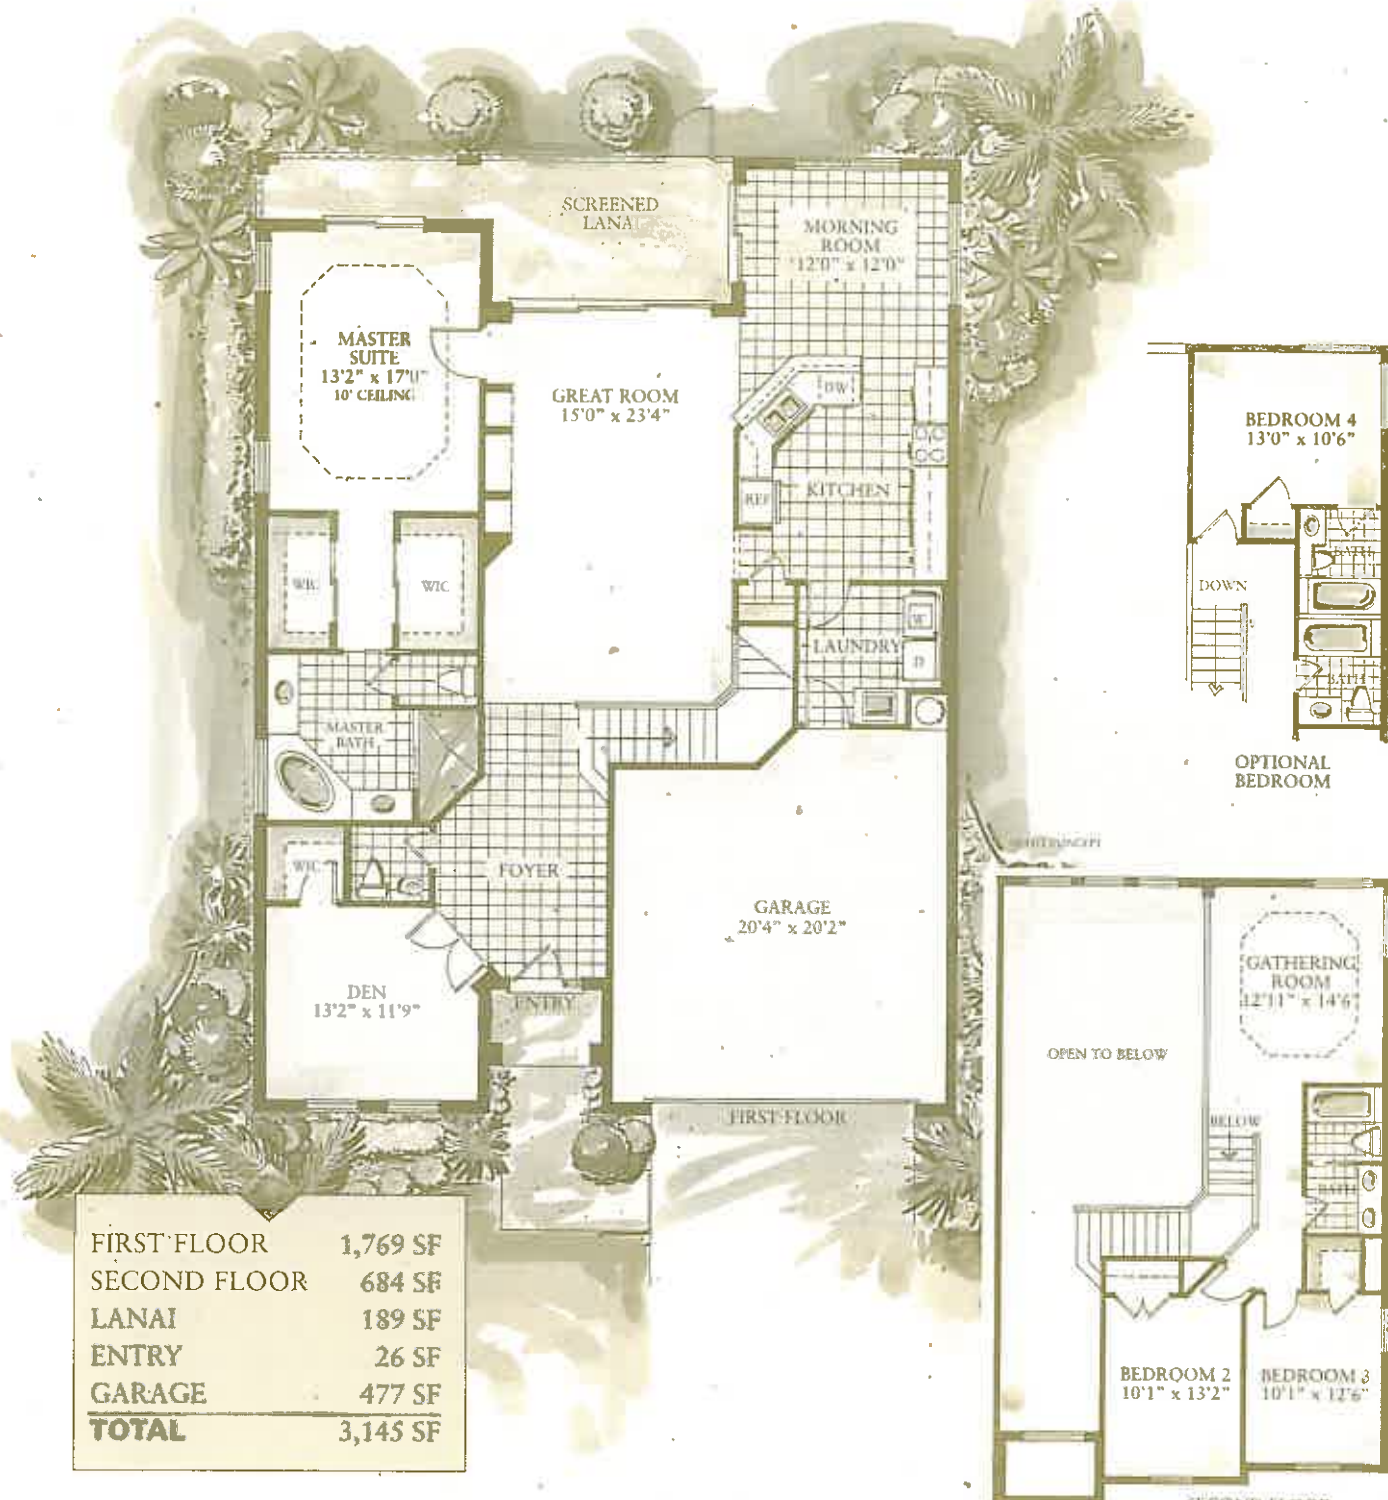 SCREENED
LANAI
MORNING
ROOM
12'0" x 12'0"
MASTER
SUITE
13'2" x 17'0"
10' CEILING
GREAT ROOM
15'0" x 23'4"
DW
REF
KITCHEN
WIC
WIC
W
D
LAUNDRY
MASTER
BATH
WIC
FOYER
GARAGE
20'4" x 20'2"
DEN
13'2" x 11'9"
ENTRY
FIRST FLOOR
BEDROOM 4
13'0" x 10'6"
BATH
DOWN
BATH
OPTIONAL
BEDROOM
GATHERING
ROOM
12'11" x 14'6"
OPEN TO BELOW
BELOW
BATH
BEDROOM 2
10'1" x 13'2"
BEDROOM 3
10'1" x 12'6"
FIRST FLOOR 1,769 SF
SECOND FLOOR 684 SF
LANAI 189 SF
ENTRY 26 SF
GARAGE 477 SF
TOTAL 3,145 SF